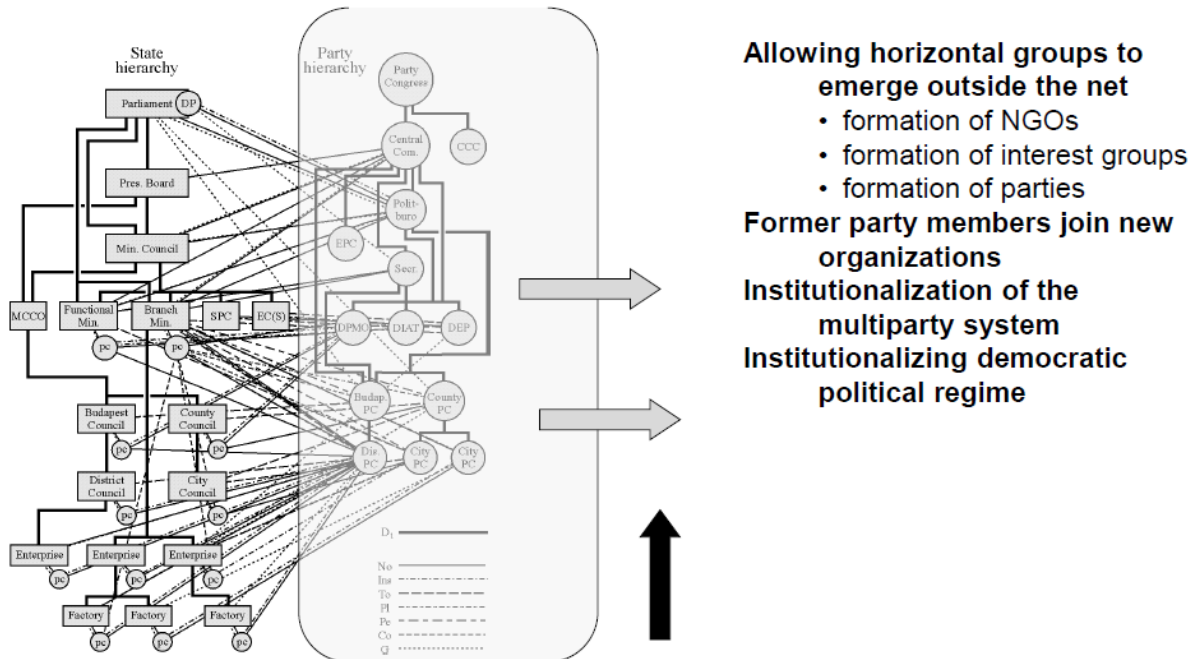 State
hierarchy
Parliament
DP
Pres. Board
Min. Council
MCCO
Functional
Min.
Branch
Min.
SPC
EC(S)
pc
pc
Budapest
Council
County
Council
pc
pc
District
Council
City
Council
pc
pc
Enterprise
Enterprise
Enterprise
pc
pc
pc
Factory
Factory
Factory
pc
pc
pc
Party
hierarchy
Party
Congress
Central
Com.
CCC
Polit-
buro
EPC
Secr.
DPMO
DIAT
DEP
Budap.
PC
County
PC
Dis.
PC
City
PC
City
PC
D₁
No
Ins
To
Pl
Pe
Co
Allowing horizontal groups to
emerge outside the net
• formation of NGOs
• formation of interest groups
• formation of parties
Former party members join new
organizations
Institutionalization of the
multiparty system
Institutionalizing democratic
political regime